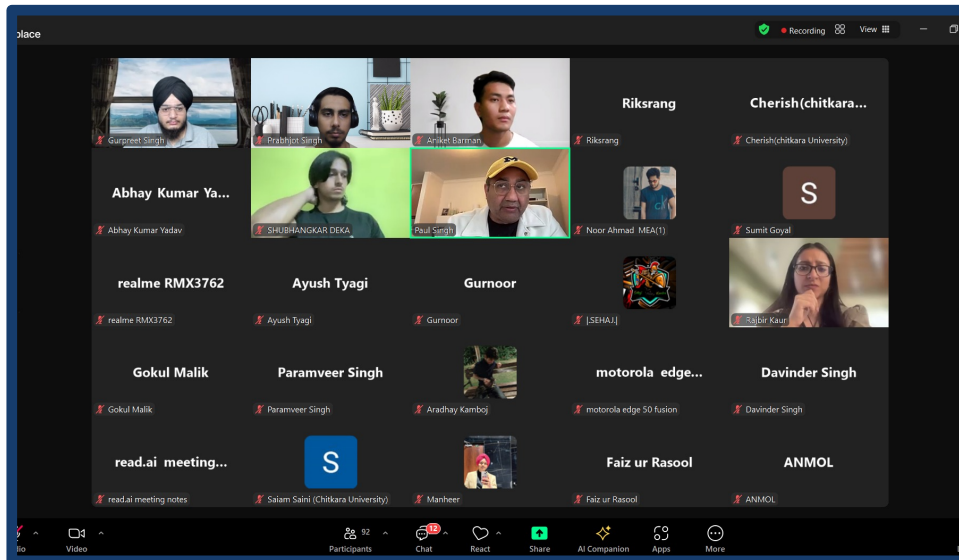 place
Recording
View
Gurpreet Singh
Prabhjot Singh
Aniket Barman
Riksrang
Riksrang
Cherish(chitkara...
Cherish(chitkara University)
Abhay Kumar Ya...
Abhay Kumar Yadav
SHUBHANGKAR DEKA
Paul Singh
Noor Ahmad MEA(1)
S
Sumit Goyal
realme RMX3762
realme RMX3762
Ayush Tyagi
Ayush Tyagi
Gurnoor
Gurnoor
Rajbir Kaur
Gokul Malik
Gokul Malik
Paramveer Singh
Paramveer Singh
Aradhay Kamboj
motorola edge...
motorola edge 50 fusion
Davinder Singh
Davinder Singh
read.ai meeting...
read.ai meeting notes
S
Saiam Saini (Chitkara University)
Manheer
Faiz ur Rasool
Faiz ur Rasool
ANMOL
ANMOL
dio
Video
92
Participants
12
Chat
React
Share
AI Companion
Apps
More